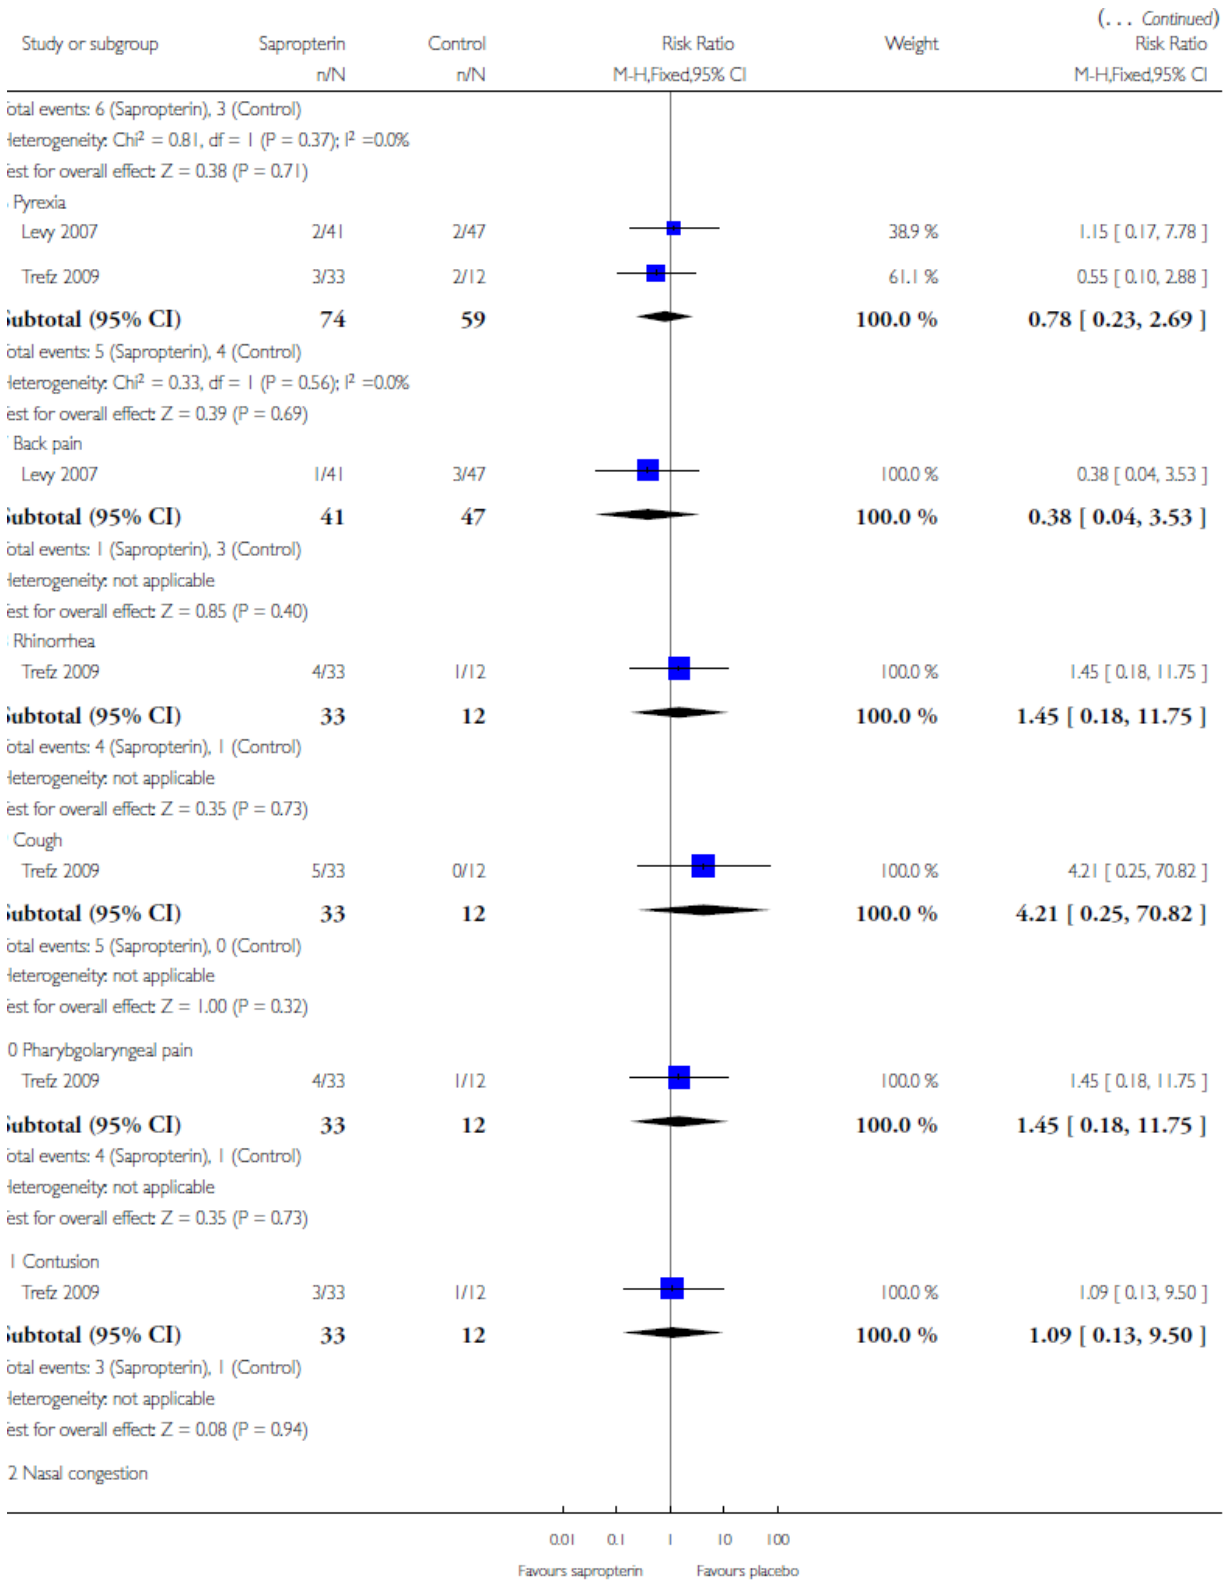 (... Continued)
Study or subgroup Sapropterin Control Risk Ratio Weight Risk Ratio
n/N n/N M-H,Fixed,95% CI M-H,Fixed,95% CI
otal events: 6 (Sapropterin), 3 (Control)
Heterogeneity: Chi² = 0.81, df = 1 (P = 0.37); I² =0.0%
est for overall effect: Z = 0.38 (P = 0.71)
Pyrexia
Levy 2007 2/41 2/47 38.9 % 1.15 [ 0.17, 7.78 ]
Trefz 2009 3/33 2/12 61.1 % 0.55 [ 0.10, 2.88 ]
Subtotal (95% CI) 74 59 100.0 % 0.78 [ 0.23, 2.69 ]
otal events: 5 (Sapropterin), 4 (Control)
Heterogeneity: Chi² = 0.33, df = 1 (P = 0.56); I² =0.0%
est for overall effect: Z = 0.39 (P = 0.69)
Back pain
Levy 2007 1/41 3/47 100.0 % 0.38 [ 0.04, 3.53 ]
Subtotal (95% CI) 41 47 100.0 % 0.38 [ 0.04, 3.53 ]
otal events: 1 (Sapropterin), 3 (Control)
Heterogeneity: not applicable
est for overall effect: Z = 0.85 (P = 0.40)
Rhinorrhea
Trefz 2009 4/33 1/12 100.0 % 1.45 [ 0.18, 11.75 ]
Subtotal (95% CI) 33 12 100.0 % 1.45 [ 0.18, 11.75 ]
otal events: 4 (Sapropterin), 1 (Control)
Heterogeneity: not applicable
est for overall effect: Z = 0.35 (P = 0.73)
Cough
Trefz 2009 5/33 0/12 100.0 % 4.21 [ 0.25, 70.82 ]
Subtotal (95% CI) 33 12 100.0 % 4.21 [ 0.25, 70.82 ]
otal events: 5 (Sapropterin), 0 (Control)
Heterogeneity: not applicable
est for overall effect: Z = 1.00 (P = 0.32)
0 Pharybgolaryngeal pain
Trefz 2009 4/33 1/12 100.0 % 1.45 [ 0.18, 11.75 ]
Subtotal (95% CI) 33 12 100.0 % 1.45 [ 0.18, 11.75 ]
otal events: 4 (Sapropterin), 1 (Control)
Heterogeneity: not applicable
est for overall effect: Z = 0.35 (P = 0.73)
1 Contusion
Trefz 2009 3/33 1/12 100.0 % 1.09 [ 0.13, 9.50 ]
Subtotal (95% CI) 33 12 100.0 % 1.09 [ 0.13, 9.50 ]
otal events: 3 (Sapropterin), 1 (Control)
Heterogeneity: not applicable
est for overall effect: Z = 0.08 (P = 0.94)
2 Nasal congestion
0.01 0.1 1 10 100
Favours sapropterin Favours placebo